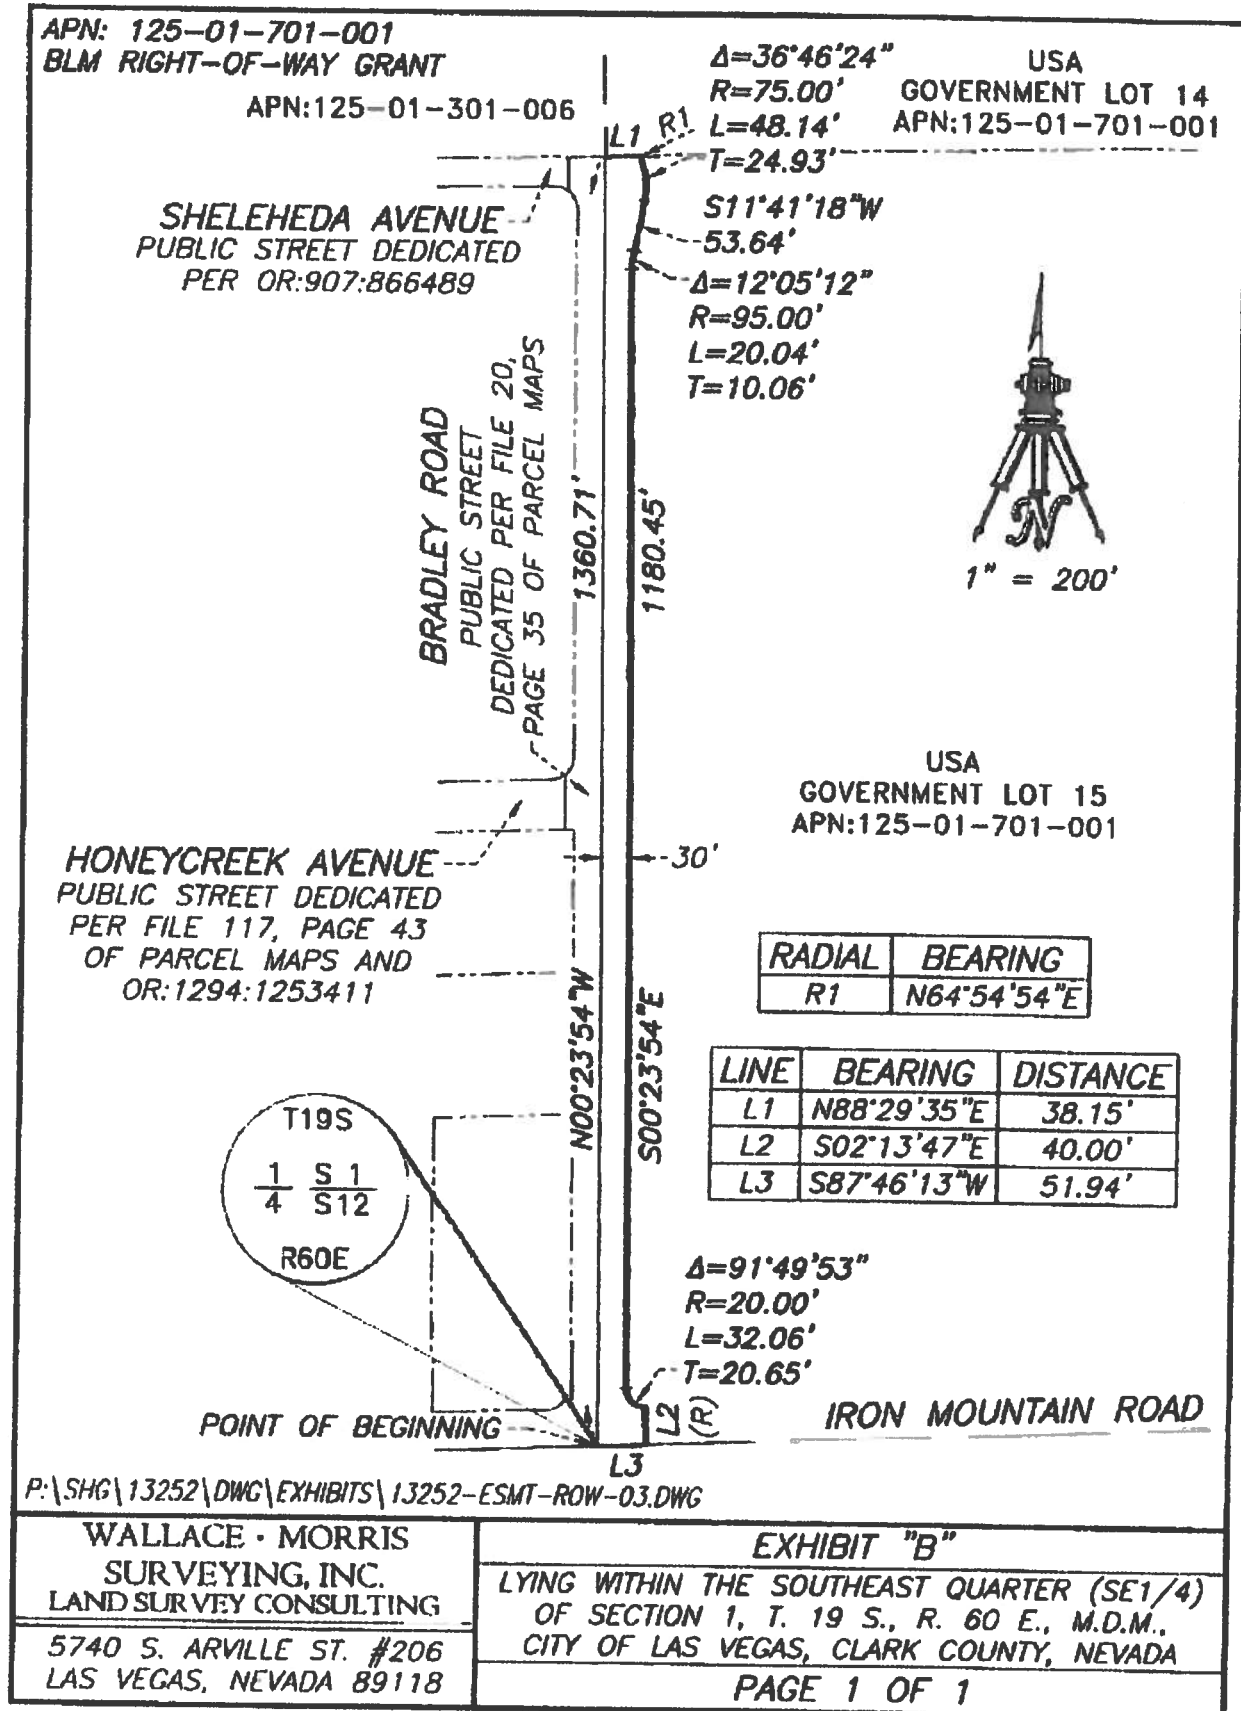 APN: 125-01-701-001
BLM RIGHT-OF-WAY GRANT
APN:125-01-301-006
L1
R1
Δ=36°46'24"
R=75.00'
L=48.14'
T=24.93'
USA
GOVERNMENT LOT 14
APN:125-01-701-001
SHELEHEDA AVENUE
PUBLIC STREET DEDICATED
PER OR:907:866489
S11°41'18"W
53.64'
Δ=12°05'12"
R=95.00'
L=20.04'
T=10.06'
BRADLEY ROAD
PUBLIC STREET
DEDICATED PER FILE 20,
PAGE 35 OF PARCEL MAPS
1360.71'
1180.45'
N
1" = 200'
USA
GOVERNMENT LOT 15
APN:125-01-701-001
HONEYCREEK AVENUE
PUBLIC STREET DEDICATED
PER FILE 117, PAGE 43
OF PARCEL MAPS AND
OR:1294:1253411
30'
N00°23'54"W
S00°23'54"E
RADIAL BEARING
R1 N64°54'54"E
LINE BEARING DISTANCE
L1 N88°29'35"E 38.15'
L2 S02°13'47"E 40.00'
L3 S87°46'13"W 51.94'
T19S
1 S 1
4 S12
R60E
Δ=91°49'53"
R=20.00'
L=32.06'
T=20.65'
L2
(R)
POINT OF BEGINNING
IRON MOUNTAIN ROAD
L3
P:\SHG\13252\DWG\EXHIBITS\13252-ESMT-ROW-03.DWG
WALLACE · MORRIS
SURVEYING, INC.
LAND SURVEY CONSULTING
5740 S. ARVILLE ST. #206
LAS VEGAS, NEVADA 89118
EXHIBIT "B"
LYING WITHIN THE SOUTHEAST QUARTER (SE1/4)
OF SECTION 1, T. 19 S., R. 60 E., M.D.M.,
CITY OF LAS VEGAS, CLARK COUNTY, NEVADA
PAGE 1 OF 1